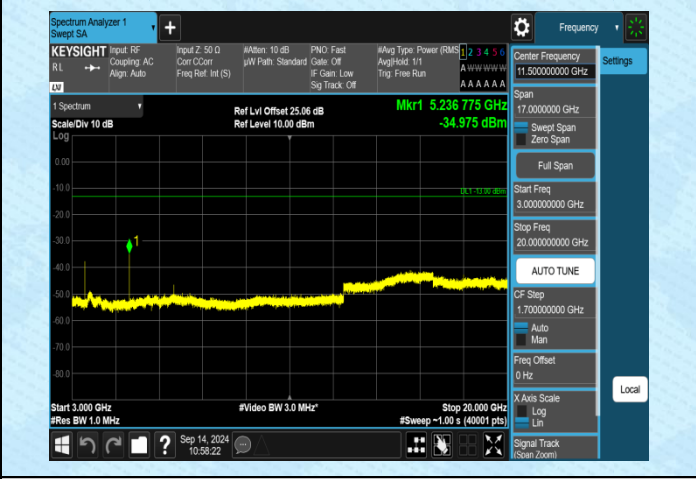 Spectrum Analyzer 1
Swept SA
+
Frequency
KEYSIGHT
RL
Input: RF
Coupling: AC
Align: Auto
Input Z: 50 Ω
Corr CCorr
Freq Ref: Int (S)
#Atten: 10 dB
µW Path: Standard
PNO: Fast
Gate: Off
IF Gain: Low
Sig Track: Off
#Avg Type: Power (RMS
Avg|Hold: 1/1
Trig: Free Run
1 2 3 4 5 6
A W W W W W
A A A A A A
LXI
1 Spectrum
Scale/Div 10 dB
Log
Ref Lvl Offset 25.06 dB
Ref Level 10.00 dBm
Mkr1 5.236 775 GHz
-34.975 dBm
0.00
-10.0
DL1 -13.00 dBm
-20.0
-30.0
1
-40.0
-50.0
-60.0
-70.0
-80.0
Start 3.000 GHz
#Res BW 1.0 MHz
#Video BW 3.0 MHz*
Stop 20.000 GHz
#Sweep ~1.00 s (40001 pts)
?
Sep 14, 2024
10:58:22
Center Frequency
11.500000000 GHz
Settings
Span
17.0000000 GHz
Swept Span
Zero Span
Full Span
Start Freq
3.000000000 GHz
Stop Freq
20.000000000 GHz
AUTO TUNE
CF Step
1.700000000 GHz
Auto
Man
Freq Offset
0 Hz
X Axis Scale
Log
Lin
Local
Signal Track
(Span Zoom)